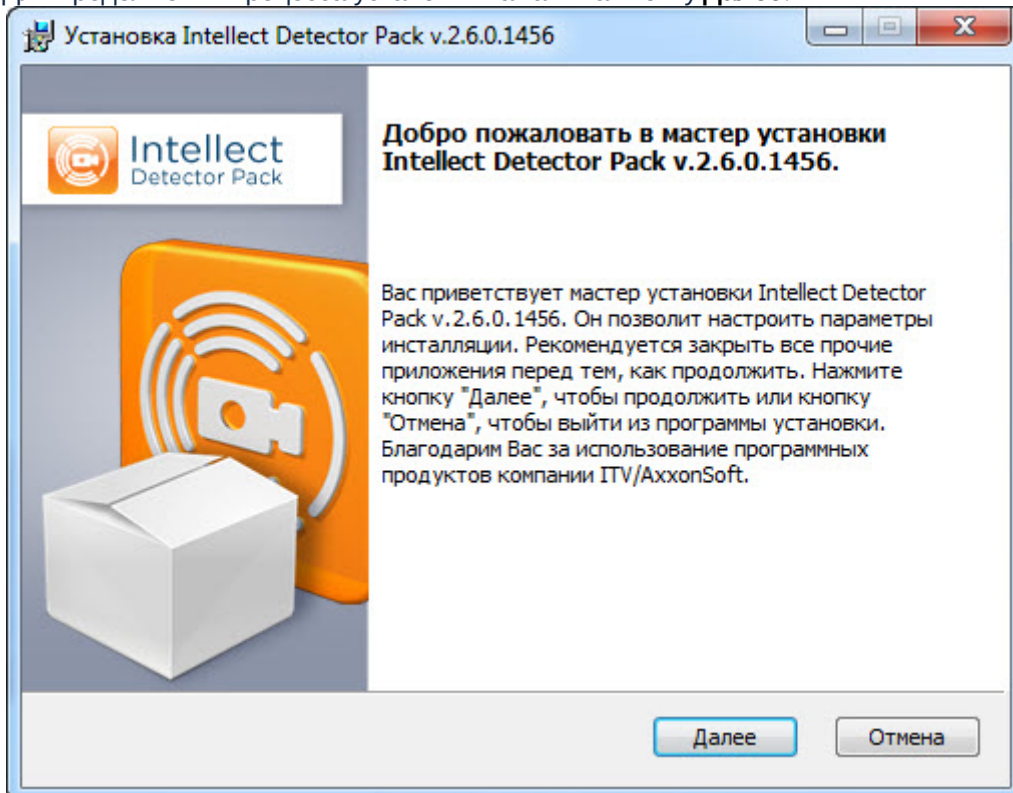 Установка Intellect Detector Pack v.2.6.0.1456
Intellect
Detector Pack
Добро пожаловать в мастер установки
Intellect Detector Pack v.2.6.0.1456.
Вас приветствует мастер установки Intellect Detector
Pack v.2.6.0.1456. Он позволит настроить параметры
инсталляции. Рекомендуется закрыть все прочие
приложения перед тем, как продолжить. Нажмите
кнопку "Далее", чтобы продолжить или кнопку
"Отмена", чтобы выйти из программы установки.
Благодарим Вас за использование программных
продуктов компании ITV/AxxonSoft.
Далее
Отмена